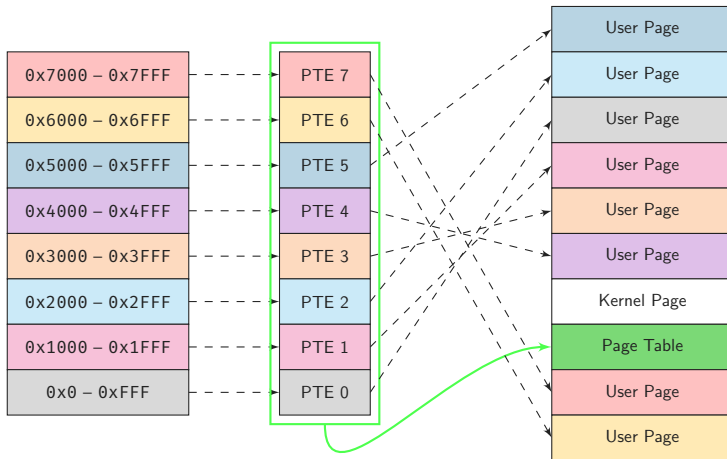 0x7000 – 0x7FFF
0x6000 – 0x6FFF
0x5000 – 0x5FFF
0x4000 – 0x4FFF
0x3000 – 0x3FFF
0x2000 – 0x2FFF
0x1000 – 0x1FFF
0x0 – 0xFFF
PTE 7
PTE 6
PTE 5
PTE 4
PTE 3
PTE 2
PTE 1
PTE 0
User Page
User Page
User Page
User Page
User Page
User Page
Kernel Page
Page Table
User Page
User Page